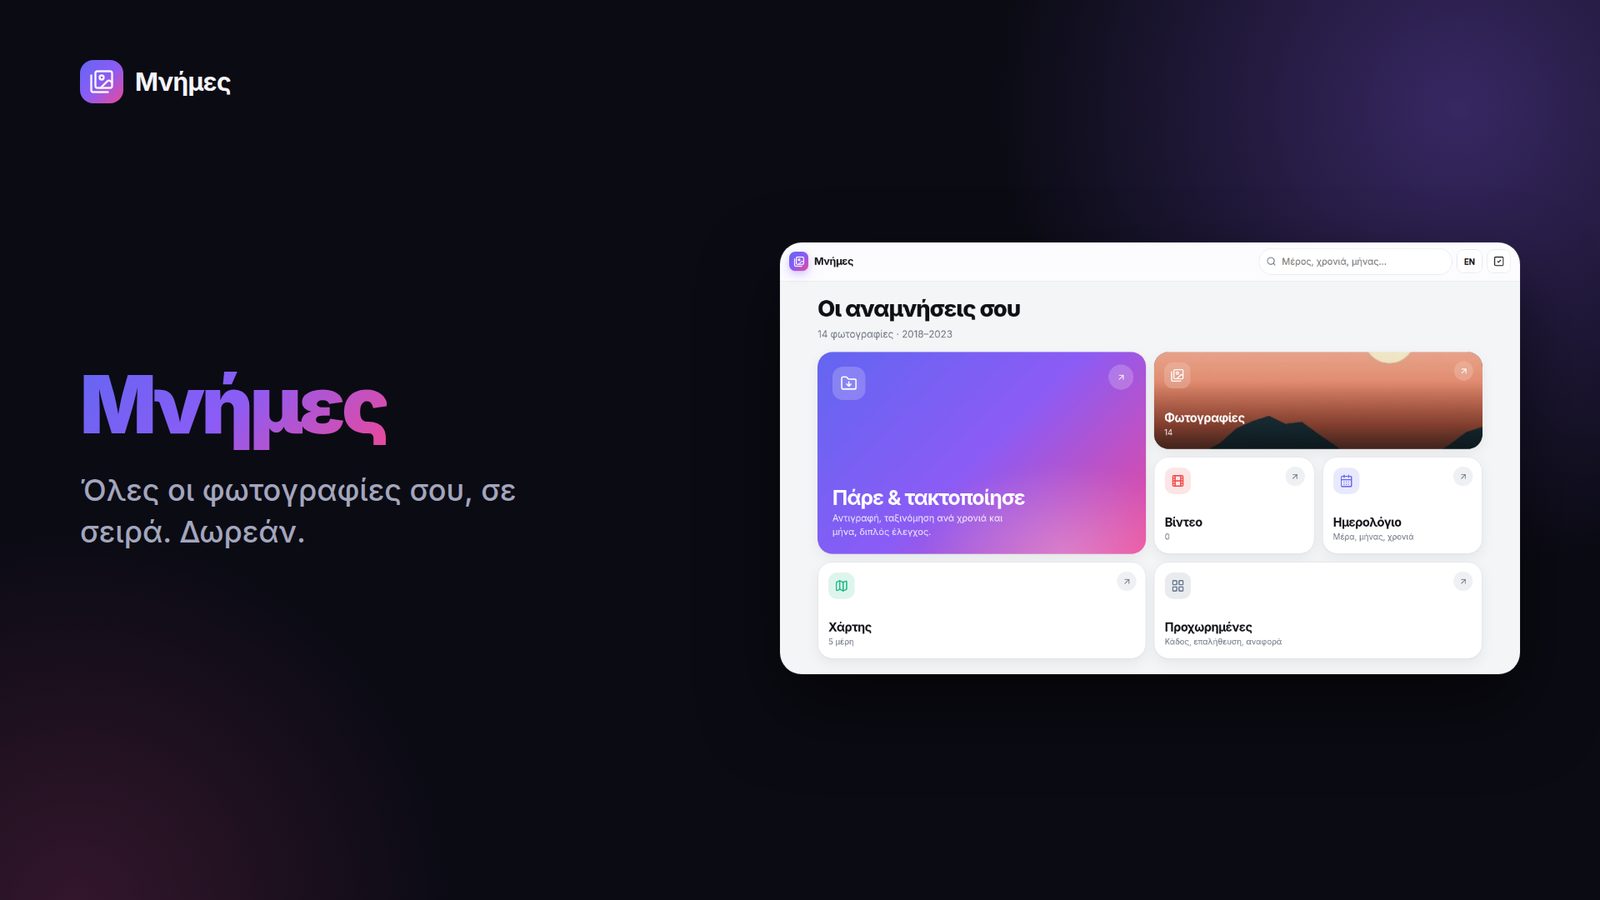 Μνήμες
Μνήμες
Όλες οι φωτογραφίες σου, σε
σειρά. Δωρεάν.
Μνήμες
Μέρος, χρονιά, μήνας...
EN
Οι αναμνήσεις σου
14 φωτογραφίες · 2018–2023
Πάρε & τακτοποίησε
Αντιγραφή, ταξινόμηση ανά χρονιά και
μήνα, διπλός έλεγχος.
Φωτογραφίες
14
Βίντεο
0
Ημερολόγιο
Μέρα, μήνας, χρονιά
Χάρτης
5 μέρη
Προχωρημένες
Κάδος, επαλήθευση, αναφορά